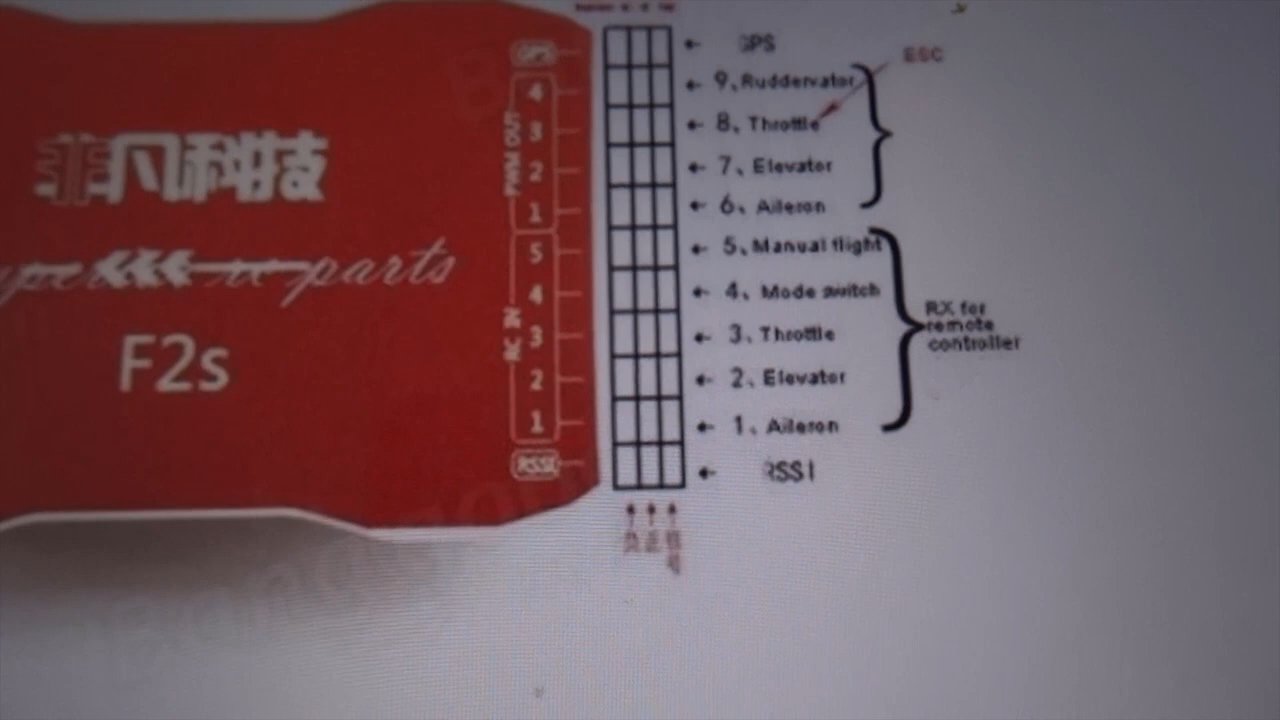 GPS
PWM OUT
4
3
2
1
RC IN
5
4
3
2
1
RSSI
菲凡科技
parts
F2s
GPS
9、Ruddervator
8、Throttle
7、Elevator
6、Aileron
ESC
5、Manual flight
4、Mode switch
3、Throttle
2、Elevator
1、Aileron
RX for
remote
controller
RSSI